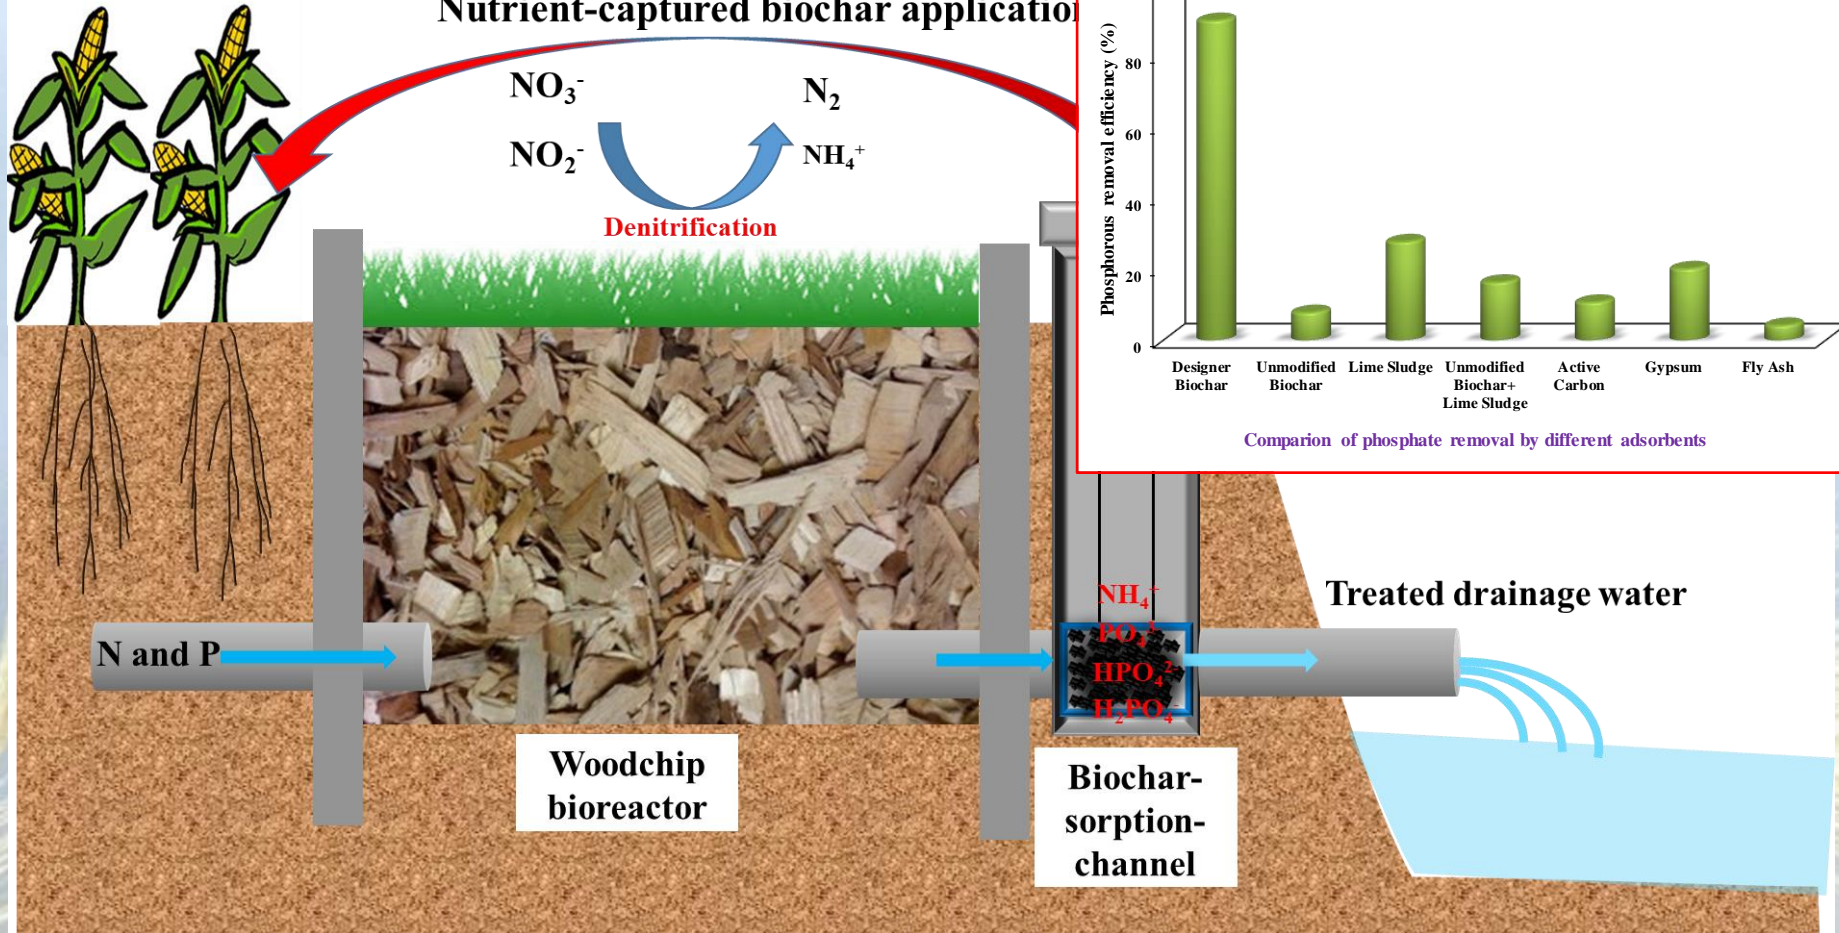 Nutrient-captured biochar application
NO₃⁻
N₂
NO₂⁻
NH₄⁺
Denitrification
Phosphorous removal efficiency (%)
80
60
40
20
0
Designer
Biochar
Unmodified
Biochar
Lime Sludge
Unmodified
Biochar+
Lime Sludge
Active
Carbon
Gypsum
Fly Ash
Comparion of phosphate removal by different adsorbents
N and P
NH₄⁺
PO₄³⁻
HPO₄²⁻
H₂PO₄⁻
Treated drainage water
Woodchip
bioreactor
Biochar-
sorption-
channel